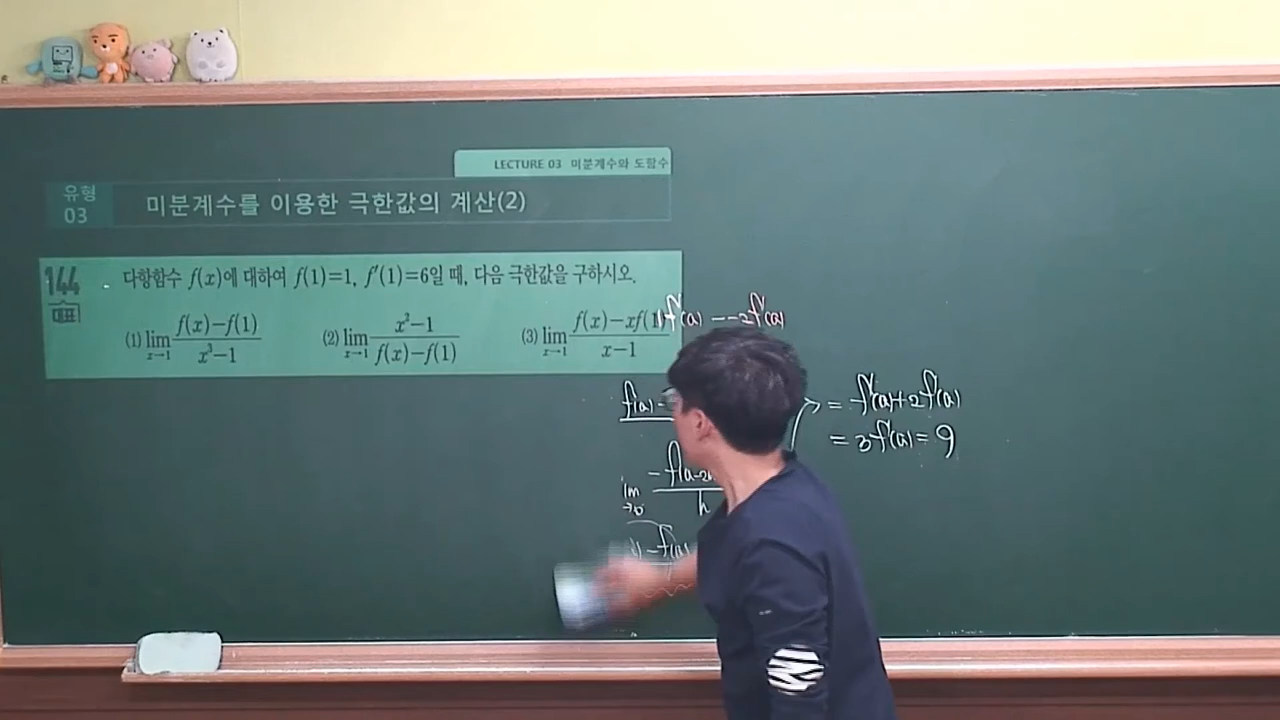 LECTURE 03 미분계수와 도함수
유형 03 미분계수를 이용한 극한값의 계산(2)
144 대표 다항함수 f(x)에 대하여 f(1)=1, f'(1)=6일 때, 다음 극한값을 구하시오.
(1) lim x→1 f(x)-f(1) / x³-1 (2) lim x→1 x²-1 / f(x)-f(1) (3) lim x→1 f(x)-xf(1) / x-1
f'(a) - -2f'(a)
f(a) -
= f'(a)+2f'(a)
= 3f'(a) = 9
im →0 -f(a-2 / h
-f(a)